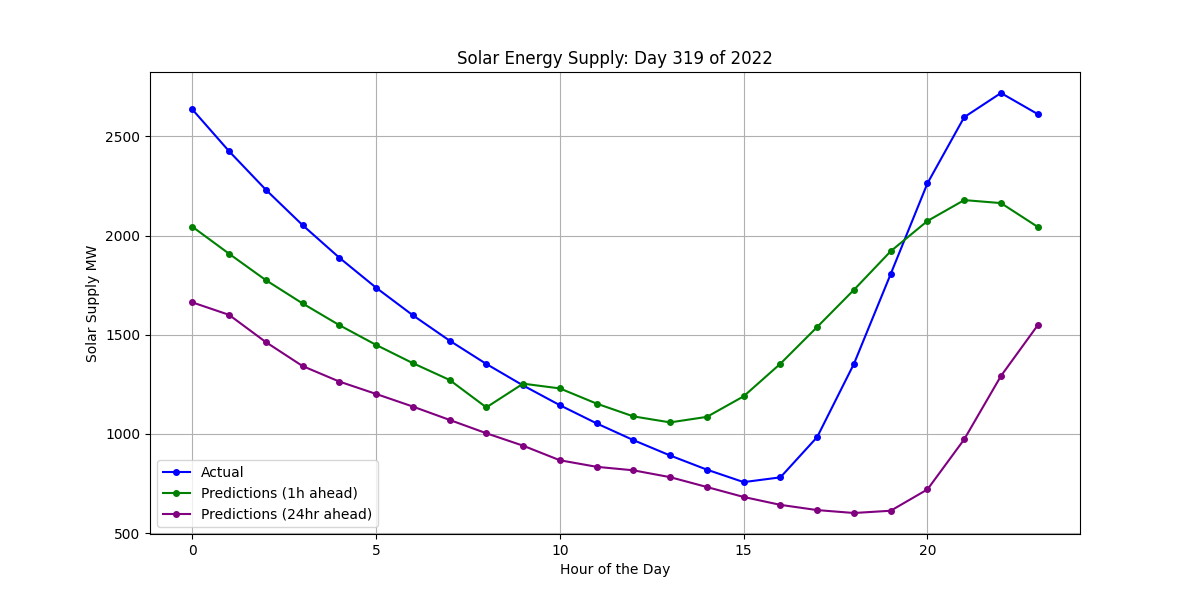 Solar Energy Supply: Day 319 of 2022
Solar Supply MW
2500
2000
1500
1000
500
Actual
Predictions (1h ahead)
Predictions (24hr ahead)
0 5 10 15 20
Hour of the Day